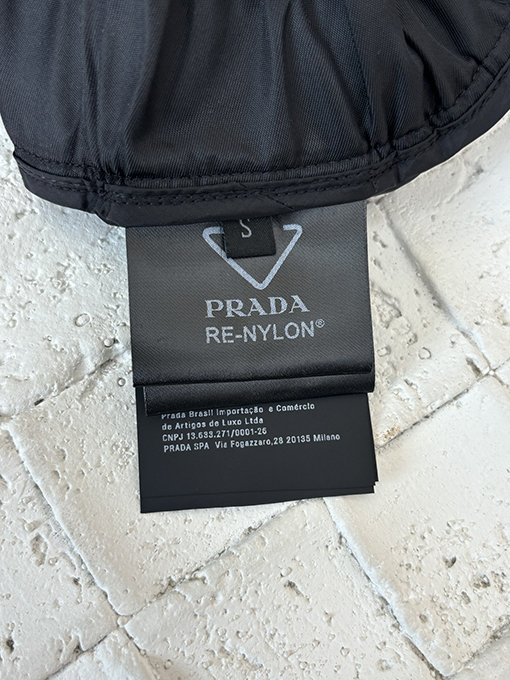 S
PRADA
RE-NYLON®
Prada Brasil Importação e Comércio
de Artigos de Luxo Ltda
CNPJ 13.633.271/0001-26
PRADA SPA Via Fogazzaro,28 20135 Milano